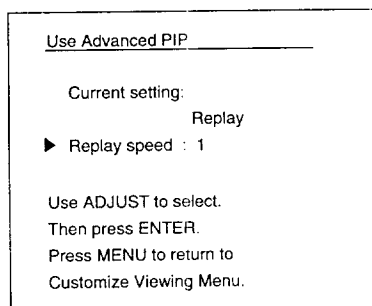 Use Advanced PIP
Current setting:
Replay
▶ Replay speed : 1
Use ADJUST to select.
Then press ENTER.
Press MENU to return to
Customize Viewing Menu.